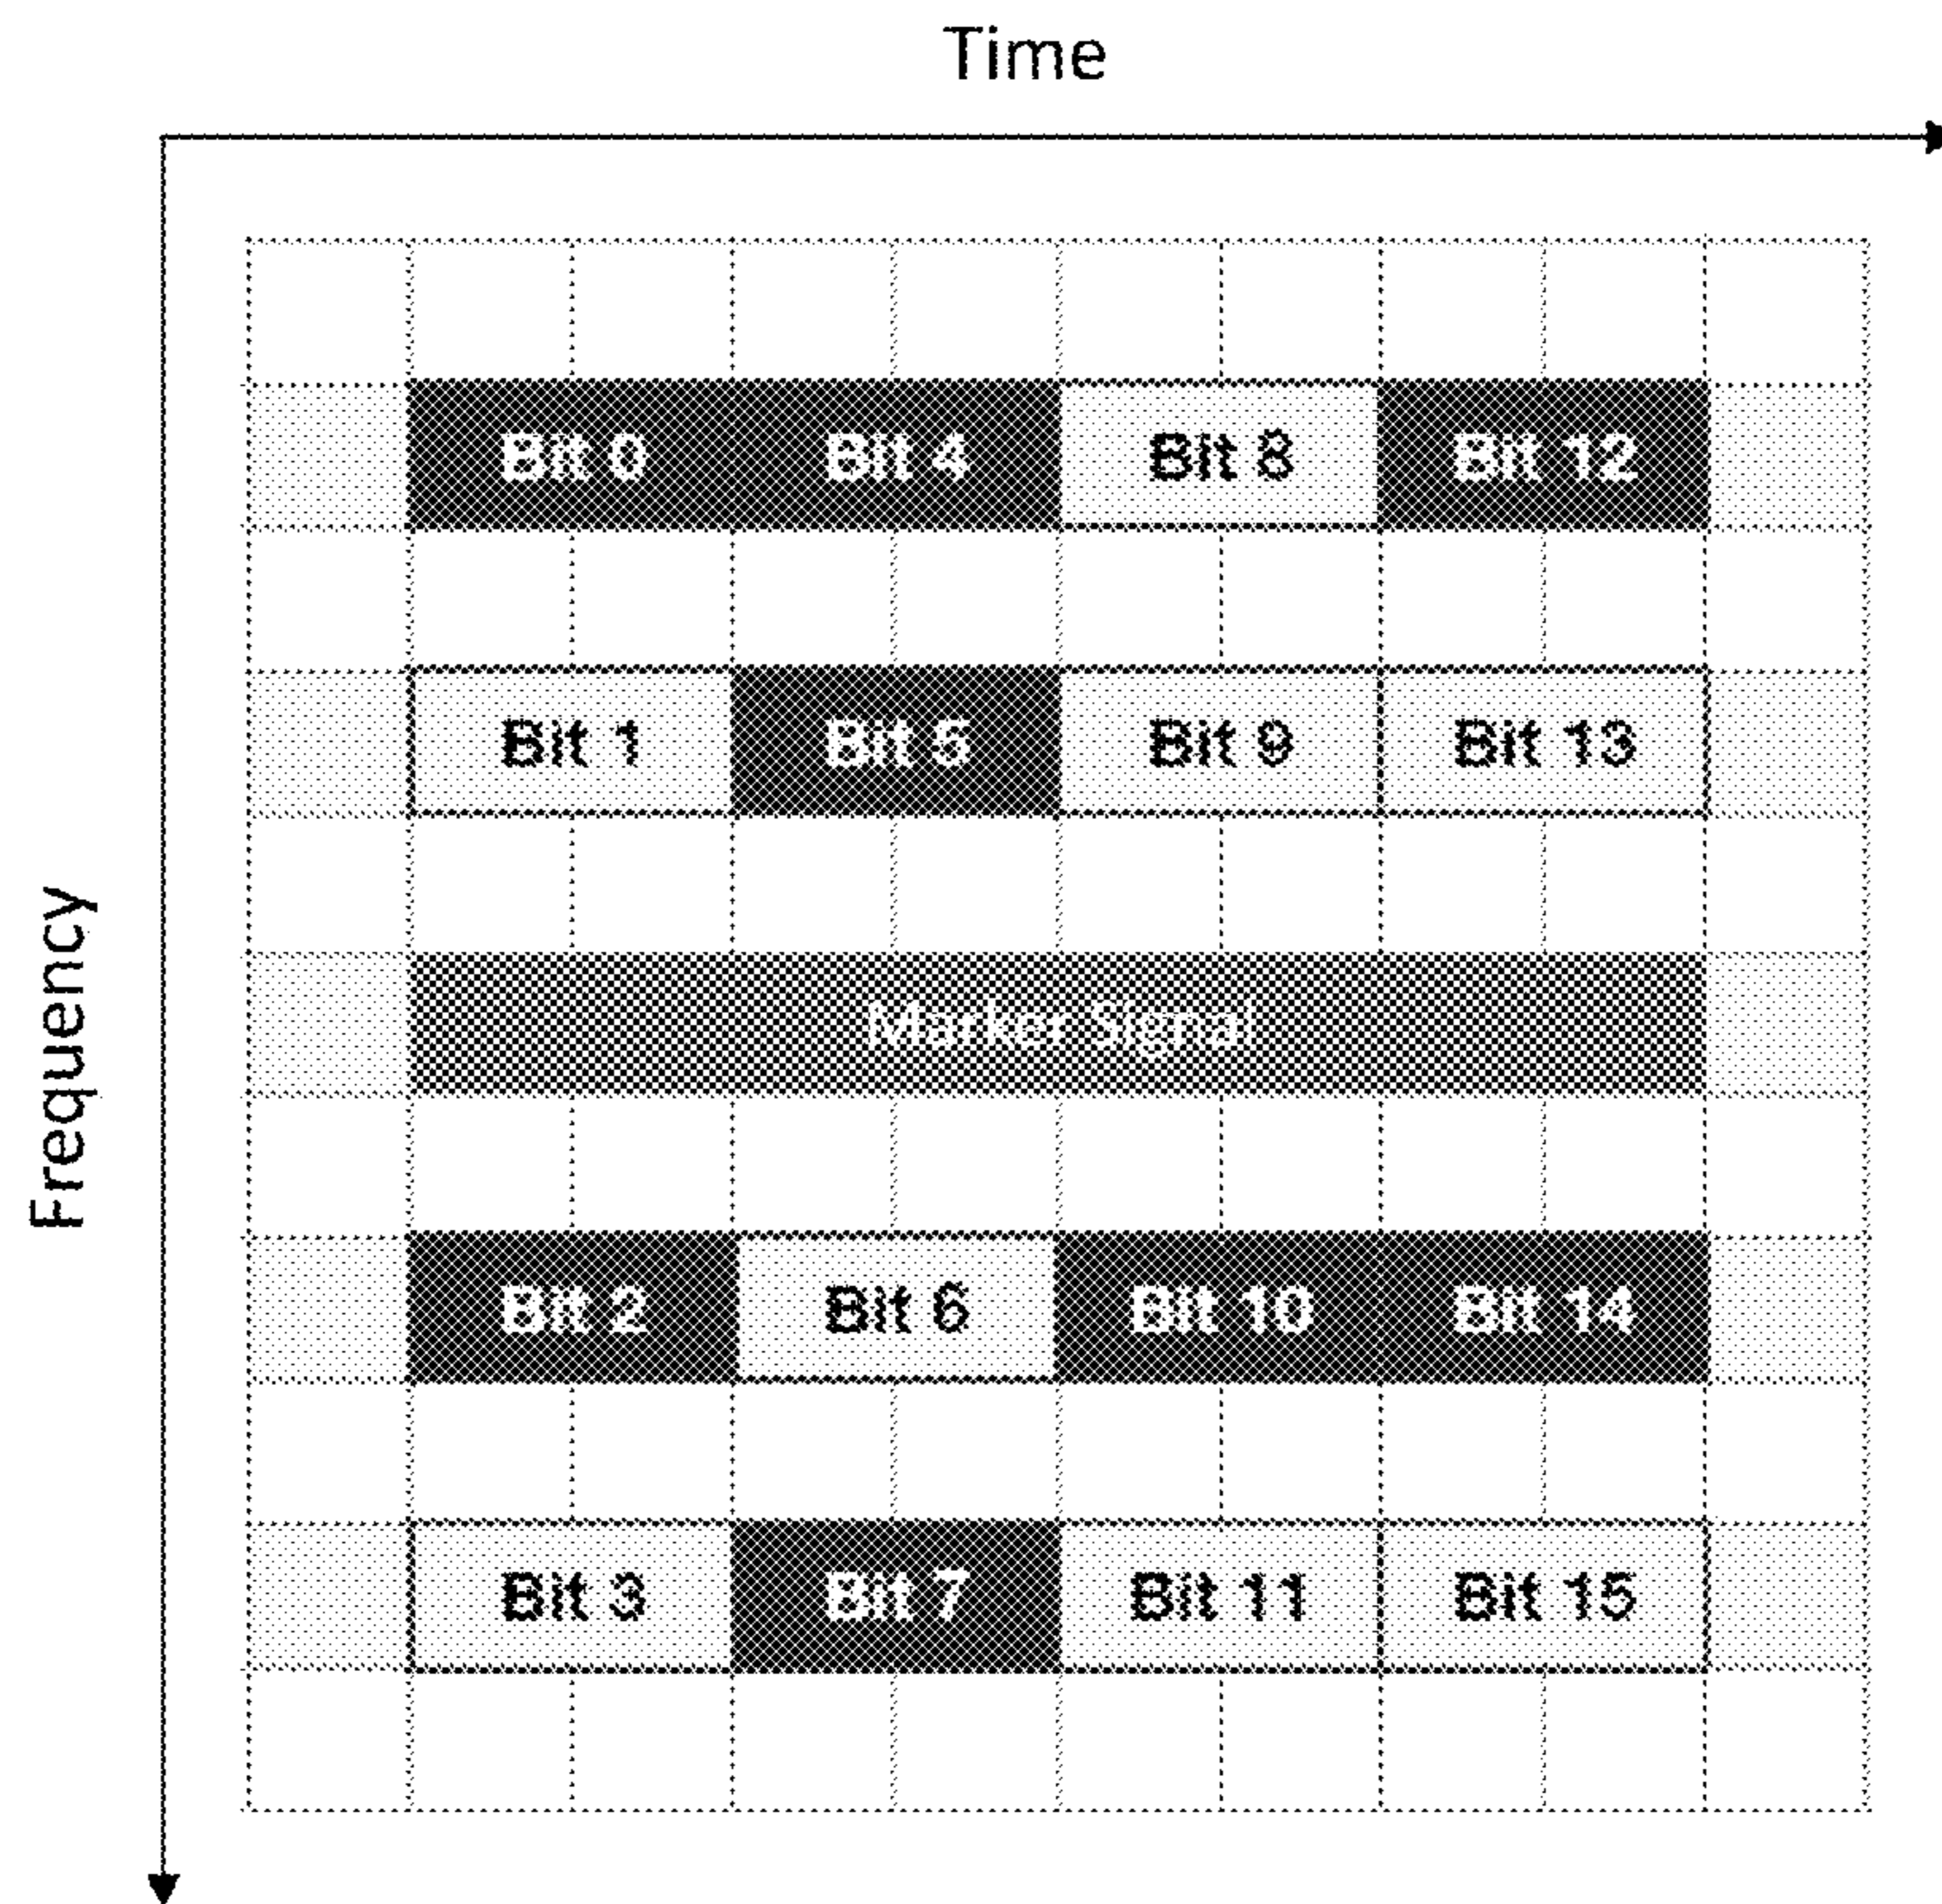 Time
Frequency
Bit 0 Bit 4 Bit 8 Bit 12
Bit 1 Bit 5 Bit 9 Bit 13
Marker Signal
Bit 2 Bit 6 Bit 10 Bit 14
Bit 3 Bit 7 Bit 11 Bit 15